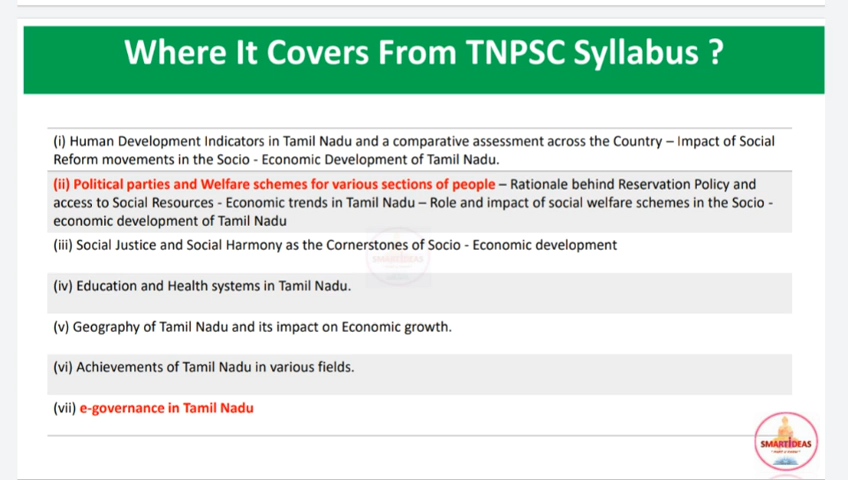 Where It Covers From TNPSC Syllabus ?
(i) Human Development Indicators in Tamil Nadu and a comparative assessment across the Country – Impact of Social
Reform movements in the Socio - Economic Development of Tamil Nadu.
(ii) Political parties and Welfare schemes for various sections of people – Rationale behind Reservation Policy and
access to Social Resources - Economic trends in Tamil Nadu – Role and impact of social welfare schemes in the Socio -
economic development of Tamil Nadu
(iii) Social Justice and Social Harmony as the Cornerstones of Socio - Economic development
SMARTIDEAS
(iv) Education and Health systems in Tamil Nadu.
(v) Geography of Tamil Nadu and its impact on Economic growth.
(vi) Achievements of Tamil Nadu in various fields.
(vii) e-governance in Tamil Nadu
SMARTIDEAS